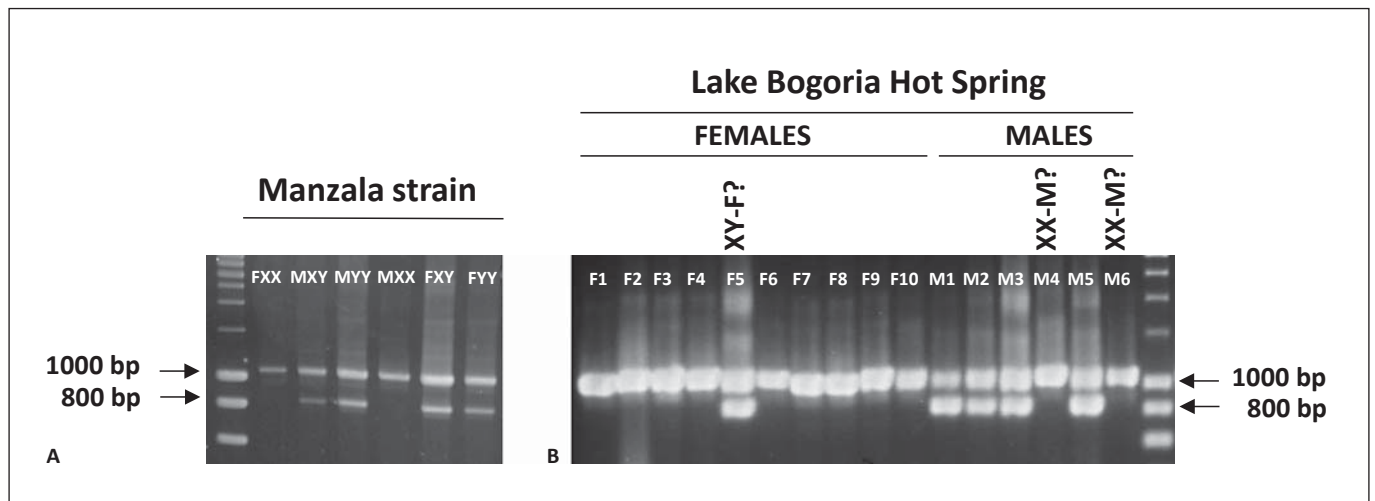 Lake Bogoria Hot Spring
FEMALES MALES
Manzala strain
XY-F? XX-M? XX-M?
FXX MXY MYY MXX FXY FYY
F1 F2 F3 F4 F5 F6 F7 F8 F9 F10 M1 M2 M3 M4 M5 M6
1000 bp 1000 bp
800 bp 800 bp
A B